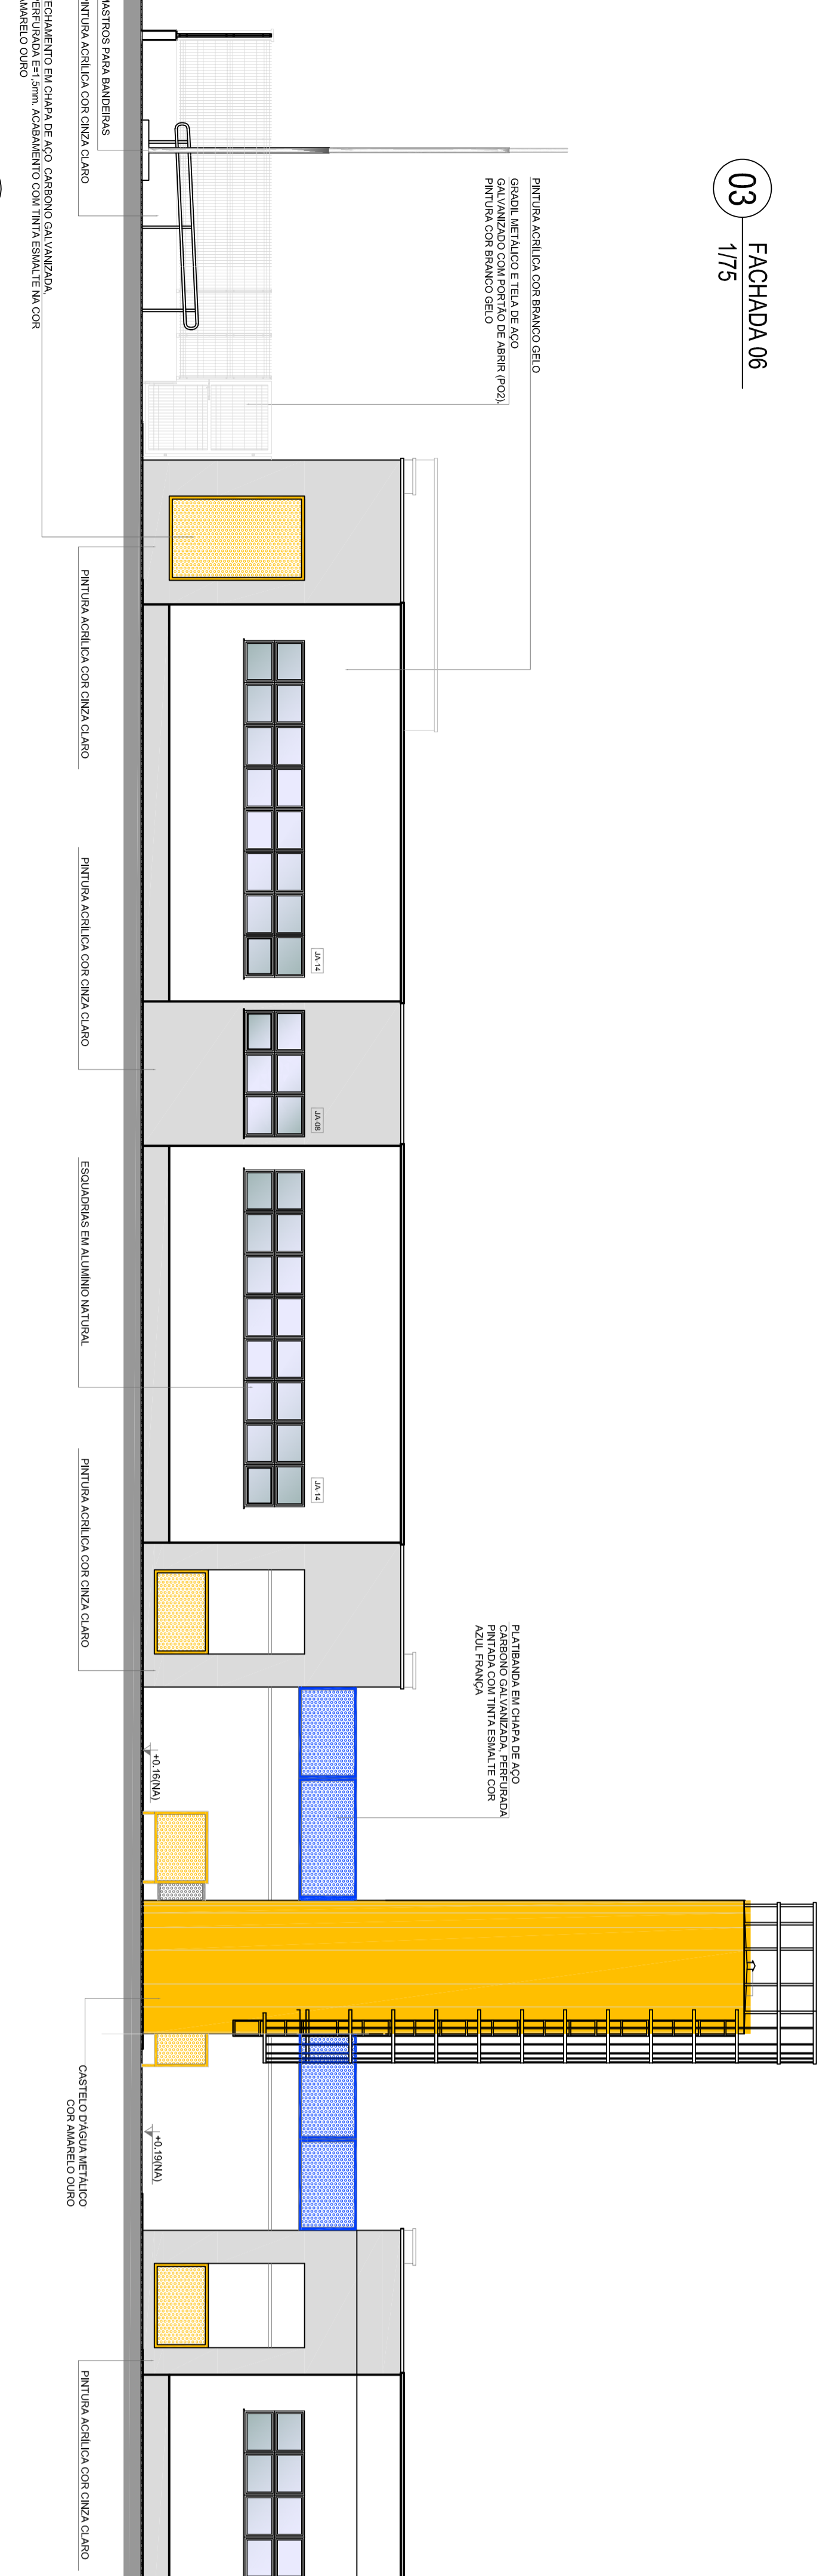 03
FACHADA 06
1/75
PINTURA ACRÍLICA COR BRANCO GELO
GRADIL METÁLICO E TELA DE AÇO
GALVANIZADO COM PORTÃO DE ABRIR (PO2).
PINTURA COR BRANCO GELO
PLATIBANDA EM CHAPA DE AÇO
CARBONO GALVANIZADA, PERFURADA
PINTADA COM TINTA ESMALTE COR
AZUL FRANÇA
JA-14
JA-08
JA-14
+0.16(NA)
+0.19(NA)
MASTROS PARA BANDEIRAS
PINTURA ACRÍLICA COR CINZA CLARO
PINTURA ACRÍLICA COR CINZA CLARO
PINTURA ACRÍLICA COR CINZA CLARO
ESQUADRIAS EM ALUMÍNIO NATURAL
PINTURA ACRÍLICA COR CINZA CLARO
CASTELO D'ÁGUA METÁLICO
COR AMARELO OURO
PINTURA ACRÍLICA COR CINZA CLARO
FECHAMENTO EM CHAPA DE AÇO CARBONO GALVANIZADA,
PERFURADA E=1,5mm. ACABAMENTO COM TINTA ESMALTE NA COR
AMARELO OURO